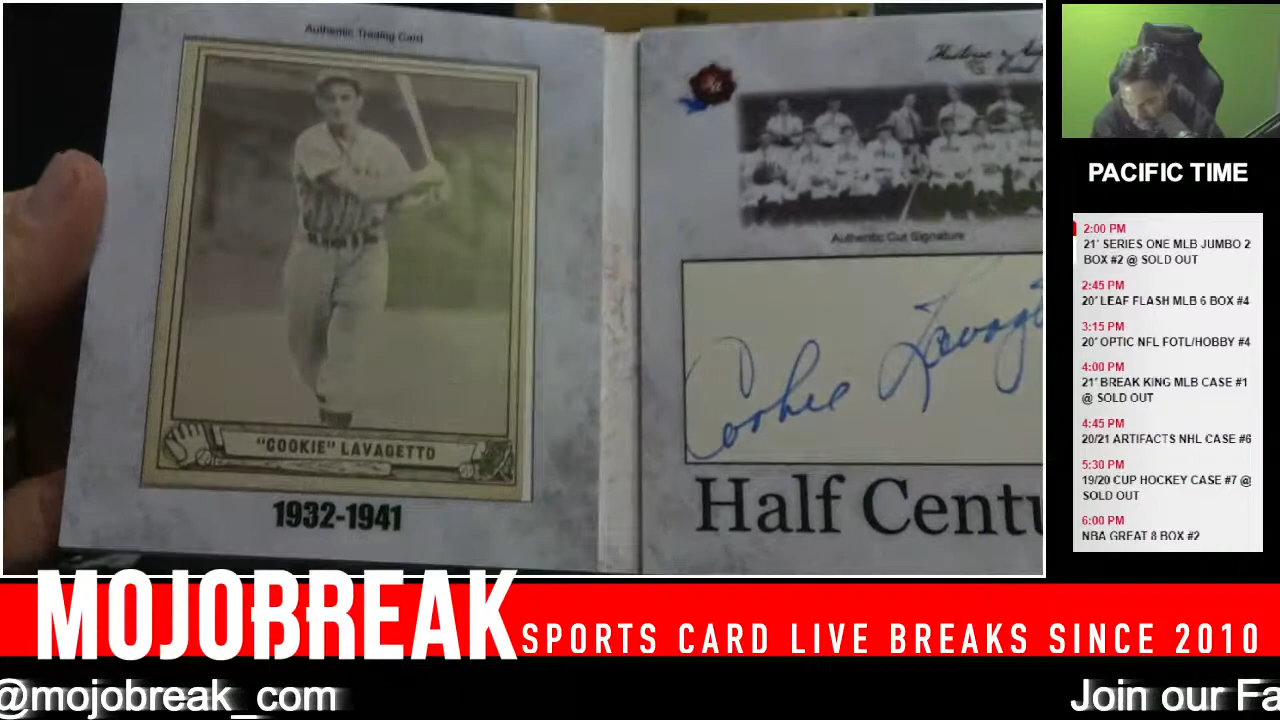 Authentic Trading Card
"COOKIE" LAVAGETTO
1932-1941
Authentic Cut Signature
Cookie Lavaget
Half Centu
PACIFIC TIME
2:00 PM
21' SERIES ONE MLB JUMBO 2
BOX #2 @ SOLD OUT
2:45 PM
20' LEAF FLASH MLB 6 BOX #4
3:15 PM
20' OPTIC NFL FOTL/HOBBY #4
4:00 PM
21' BREAK KING MLB CASE #1
@ SOLD OUT
4:45 PM
20/21 ARTIFACTS NHL CASE #6
5:30 PM
19/20 CUP HOCKEY CASE #7 @
SOLD OUT
6:00 PM
NBA GREAT 8 BOX #2
MOJOBREAK
SPORTS CARD LIVE BREAKS SINCE 2010
@mojobreak_com
Join our Fa